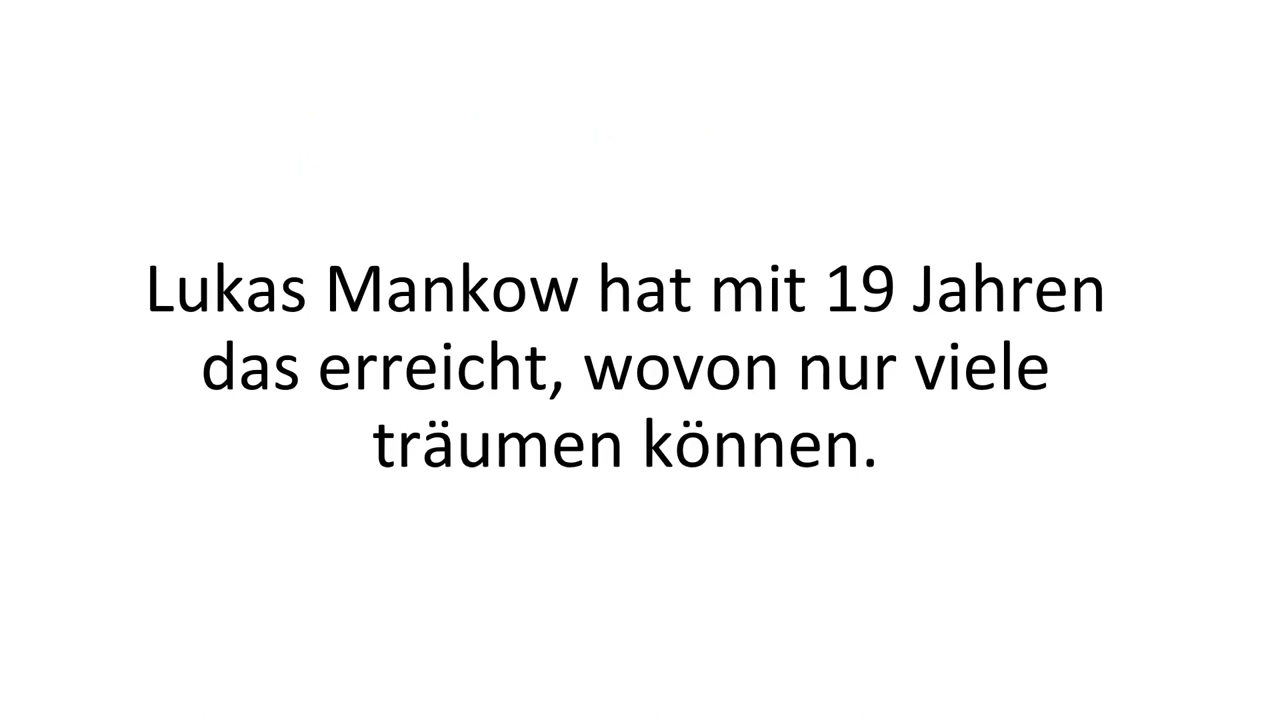 Lukas Mankow hat mit 19 Jahren
das erreicht, wovon nur viele
träumen können.